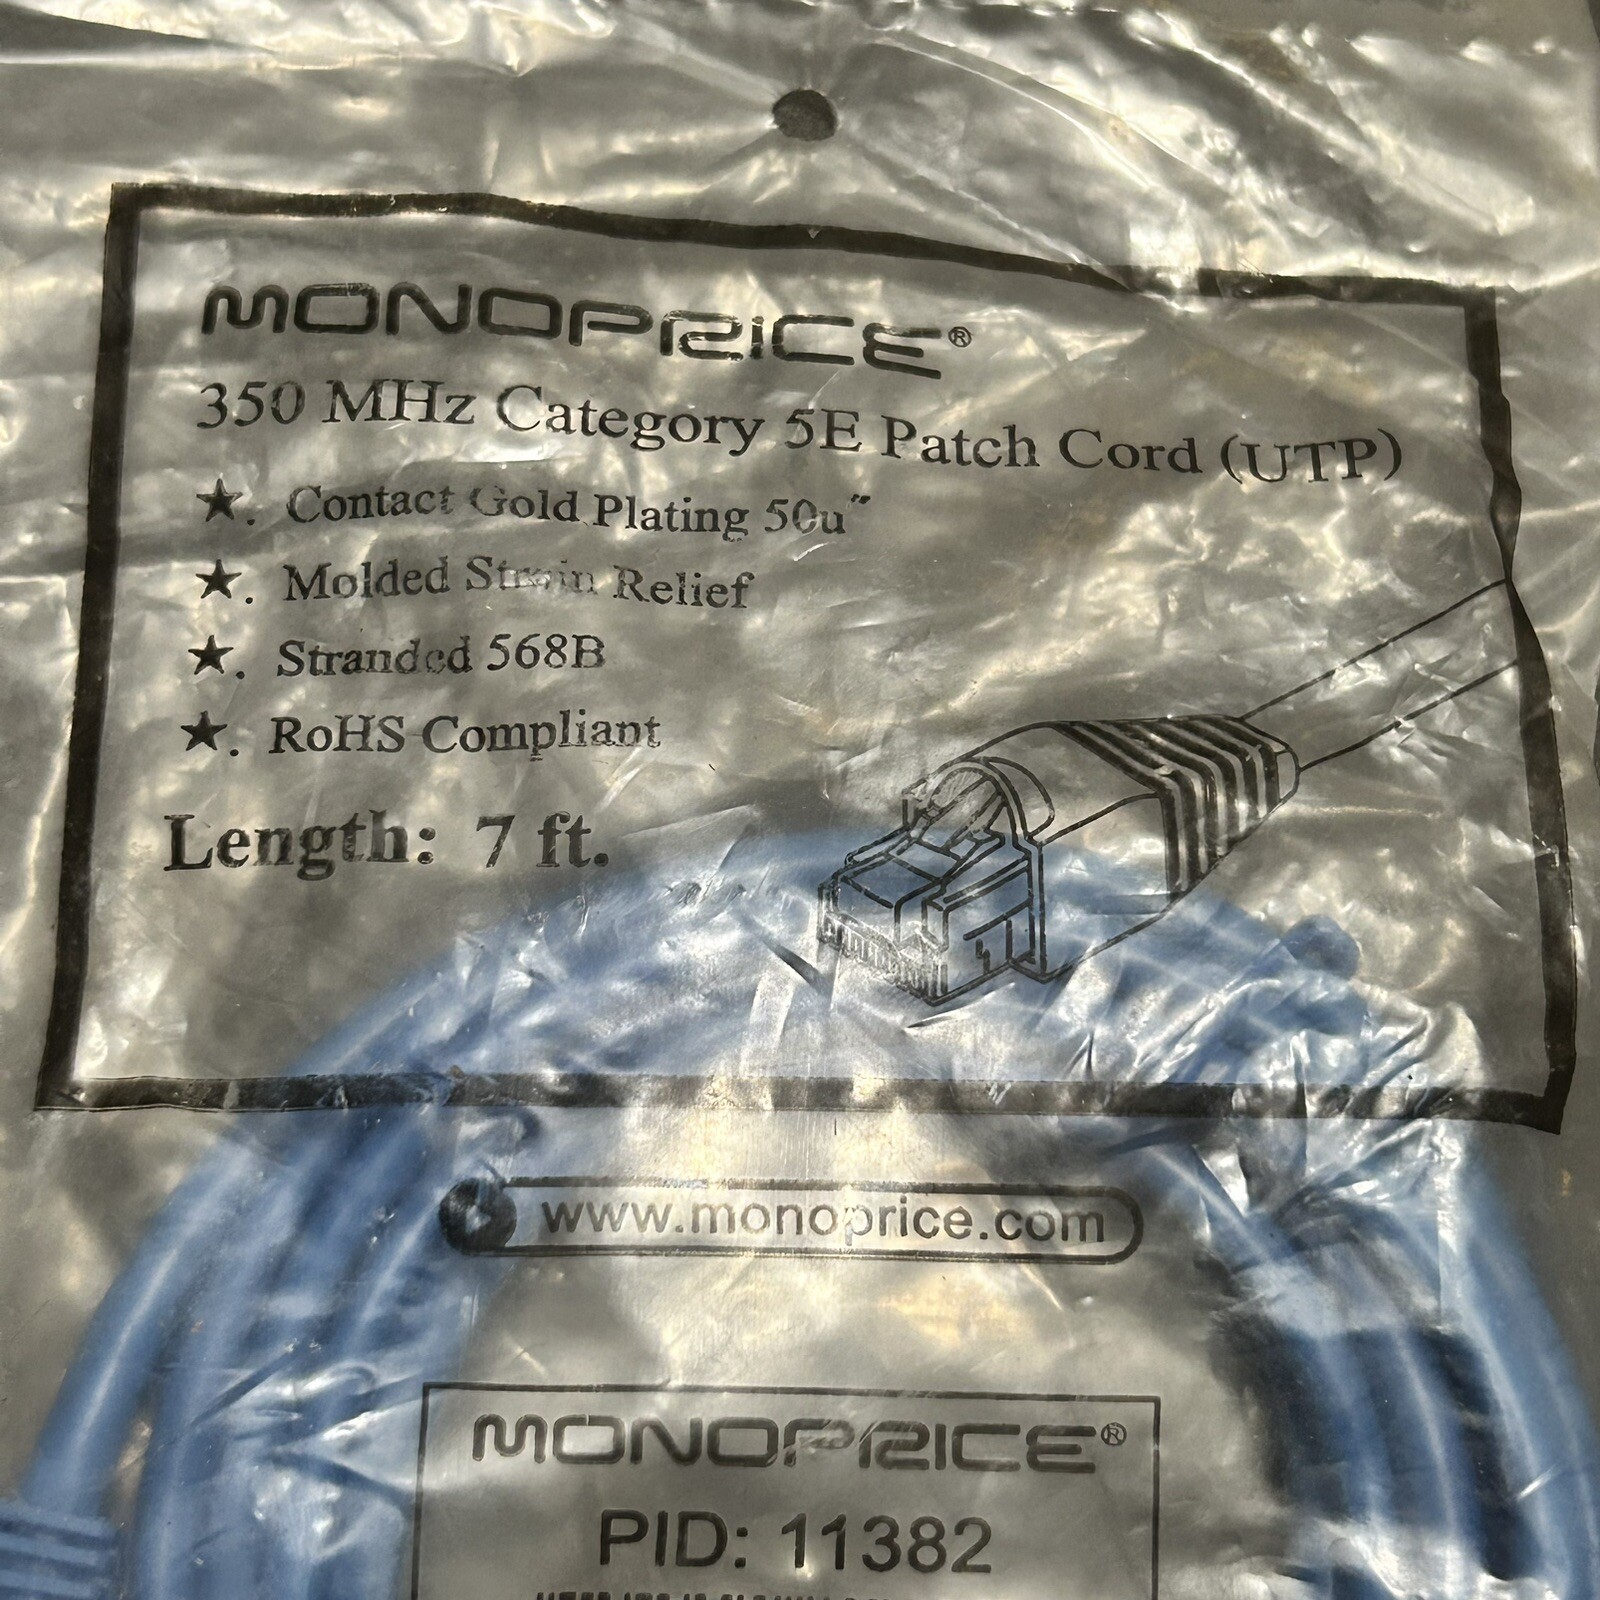 MONOPRICE®
350 MHz Category 5E Patch Cord (UTP)
★. Contact Gold Plating 50u"
★. Molded Strain Relief
★. Stranded 568B
★. RoHS Compliant
Length: 7 ft.
www.monoprice.com
MONOPRICE®
PID: 11382